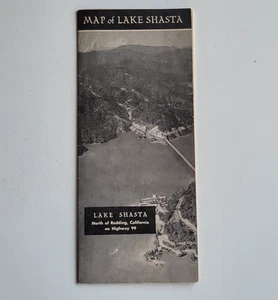 MAP of LAKE SHASTA
LAKE SHASTA
North of Redding, California
on Highway 99